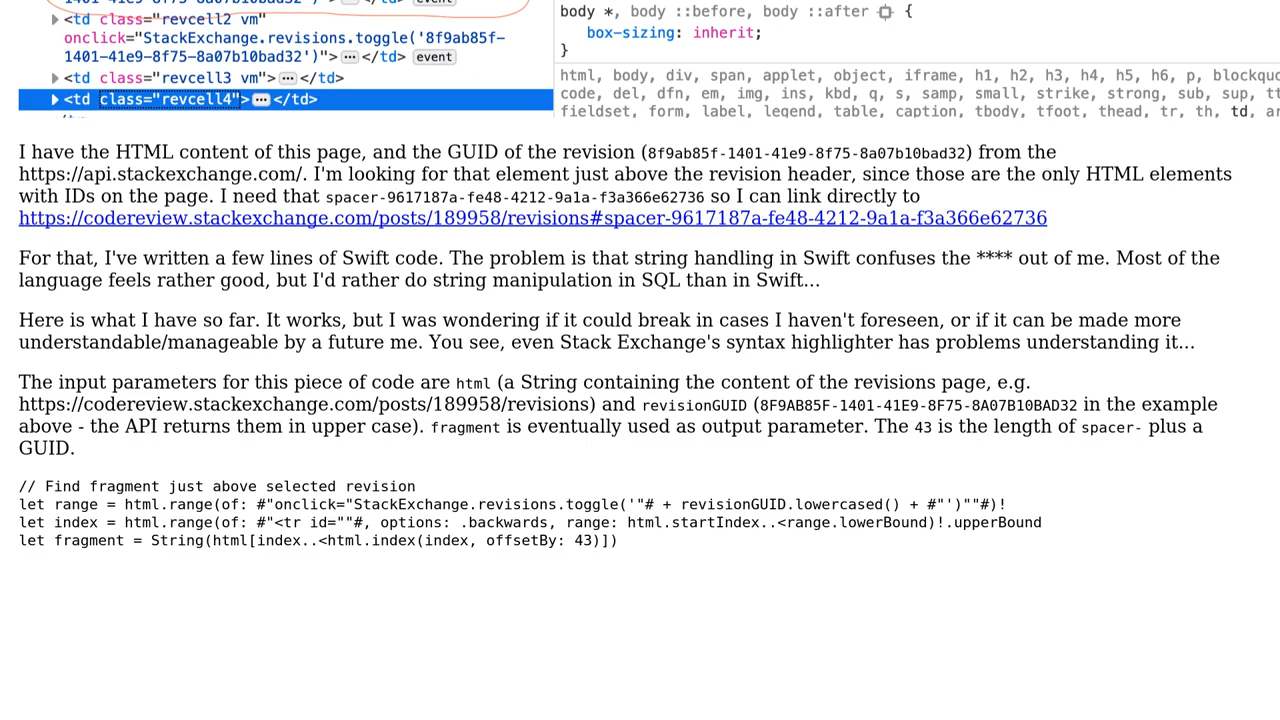 <td class="revcell2 vm"
onclick="StackExchange.revisions.toggle('8f9ab85f-
1401-41e9-8f75-8a07b10bad32')">⋯</td> event
<td class="revcell3 vm">⋯</td>
<td class="revcell4">⋯</td>
body *, body ::before, body ::after {
box-sizing: inherit;
}
html, body, div, span, applet, object, iframe, h1, h2, h3, h4, h5, h6, p, blockquo
code, del, dfn, em, img, ins, kbd, q, s, samp, small, strike, strong, sub, sup, tt
fieldset, form, label, legend, table, caption, tbody, tfoot, thead, tr, th, td, ar
I have the HTML content of this page, and the GUID of the revision (8f9ab85f-1401-41e9-8f75-8a07b10bad32) from the
https://api.stackexchange.com/. I'm looking for that element just above the revision header, since those are the only HTML elements
with IDs on the page. I need that spacer-9617187a-fe48-4212-9a1a-f3a366e62736 so I can link directly to
https://codereview.stackexchange.com/posts/189958/revisions#spacer-9617187a-fe48-4212-9a1a-f3a366e62736
For that, I've written a few lines of Swift code. The problem is that string handling in Swift confuses the **** out of me. Most of the
language feels rather good, but I'd rather do string manipulation in SQL than in Swift...
Here is what I have so far. It works, but I was wondering if it could break in cases I haven't foreseen, or if it can be made more
understandable/manageable by a future me. You see, even Stack Exchange's syntax highlighter has problems understanding it...
The input parameters for this piece of code are html (a String containing the content of the revisions page, e.g.
https://codereview.stackexchange.com/posts/189958/revisions) and revisionGUID (8F9AB85F-1401-41E9-8F75-8A07B10BAD32 in the example
above - the API returns them in upper case). fragment is eventually used as output parameter. The 43 is the length of spacer- plus a
GUID.
// Find fragment just above selected revision
let range = html.range(of: #"onclick="StackExchange.revisions.toggle('"# + revisionGUID.lowercased() + #"')""#)!
let index = html.range(of: #"<tr id=""#, options: .backwards, range: html.startIndex..<range.lowerBound)!.upperBound
let fragment = String(html[index..<html.index(index, offsetBy: 43)])